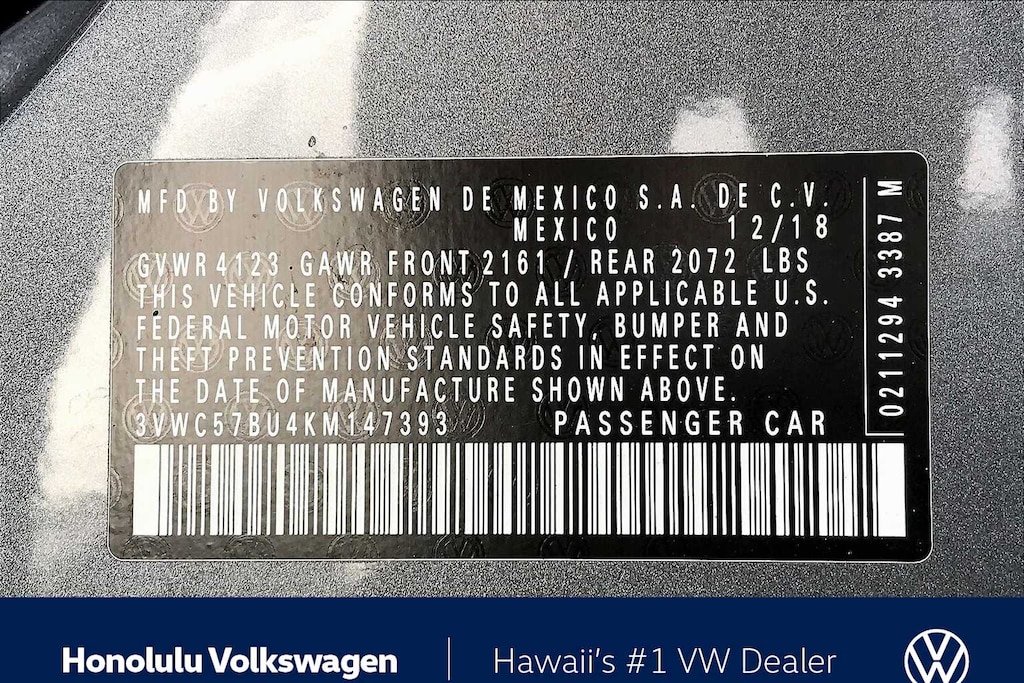 MFD BY VOLKSWAGEN DE MEXICO S.A. DE C.V.
MEXICO 12/18
GVWR 4 23 GAWR FRONT 2161 / REAR 2072 LBS
THIS VEHICLE CONFORMS TO ALL APPLICABLE U.S.
FEDERAL MOTOR VEHICLE SAFETY, BUMPER AND
THEFT PREVENTION STANDARDS IN EFFECT ON
THE DATE OF MANUFACTURE SHOWN ABOVE.
3VWC57BU4KM147393 PASSENGER CAR
0211294 3387 M
Honolulu Volkswagen
Hawaii's #1 VW Dealer